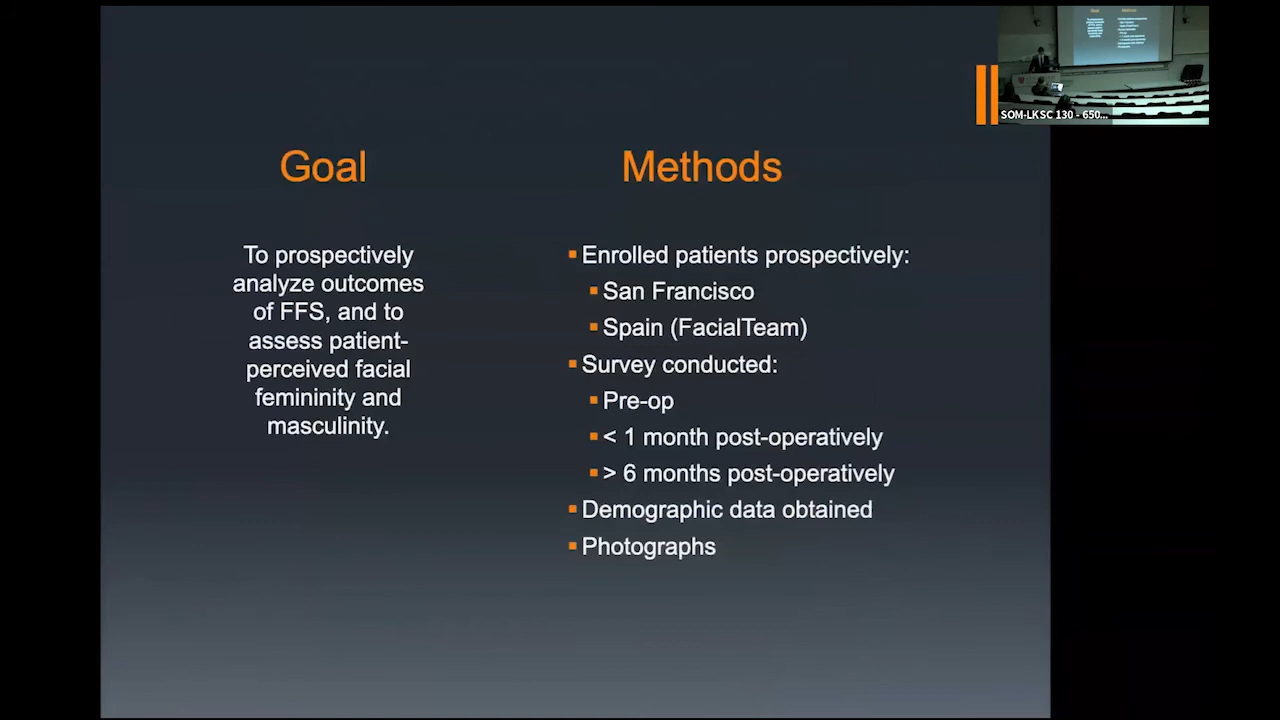 Goal
To prospectively
analyze outcomes
of FFS, and to
assess patient-
perceived facial
femininity and
masculinity.
Methods
▪Enrolled patients prospectively:
▪San Francisco
▪Spain (FacialTeam)
▪Survey conducted:
▪Pre-op
▪< 1 month post-operatively
▪> 6 months post-operatively
▪Demographic data obtained
▪Photographs
SOM-LKSC 130 - 650...